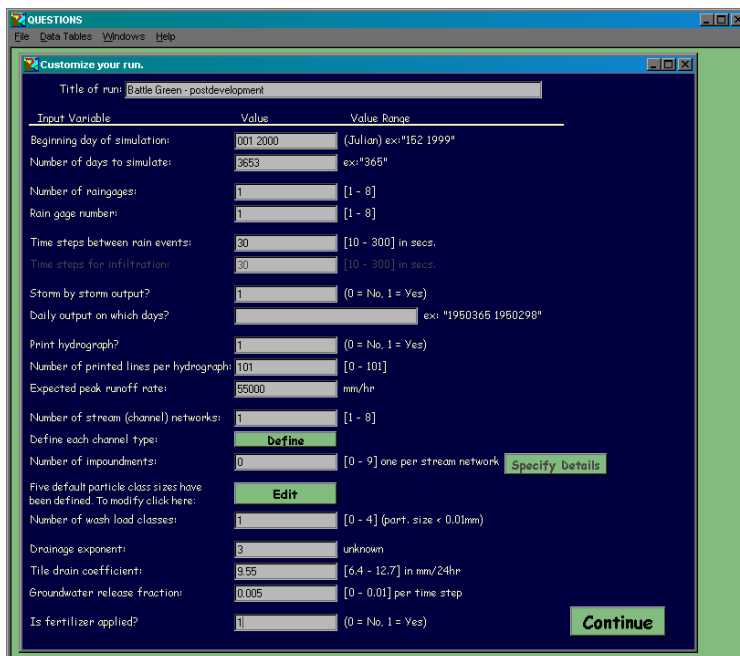 QUESTIONS
File Data Tables Windows Help
Customize your run.
Title of run: Battle Green - postdevelopment
Input Variable Value Value Range
Beginning day of simulation: 001 2000 (Julian) ex:"152 1999"
Number of days to simulate: 3653 ex:"365"
Number of raingages: 1 [1 - 8]
Rain gage number: 1 [1 - 8]
Time steps between rain events: 30 [10 - 300] in secs.
Time steps for infiltration: 30 [10 - 300] in secs.
Storm by storm output? 1 (0 = No, 1 = Yes)
Daily output on which days? ex: "1950365 1950298"
Print hydrograph? 1 (0 = No, 1 = Yes)
Number of printed lines per hydrograph: 101 [0 - 101]
Expected peak runoff rate: 55000 mm/hr
Number of stream (channel) networks: 1 [1 - 8]
Define each channel type: Define
Number of impoundments: 0 [0 - 9] one per stream network Specify Details
Five default particle class sizes have
been defined. To modify click here: Edit
Number of wash load classes: 1 [0 - 4] (part. size < 0.01mm)
Drainage exponent: 3 unknown
Tile drain coefficient: 9.55 [6.4 - 12.7] in mm/24hr
Groundwater release fraction: 0.005 [0 - 0.01] per time step
Is fertilizer applied? 1 (0 = No, 1 = Yes)
Continue